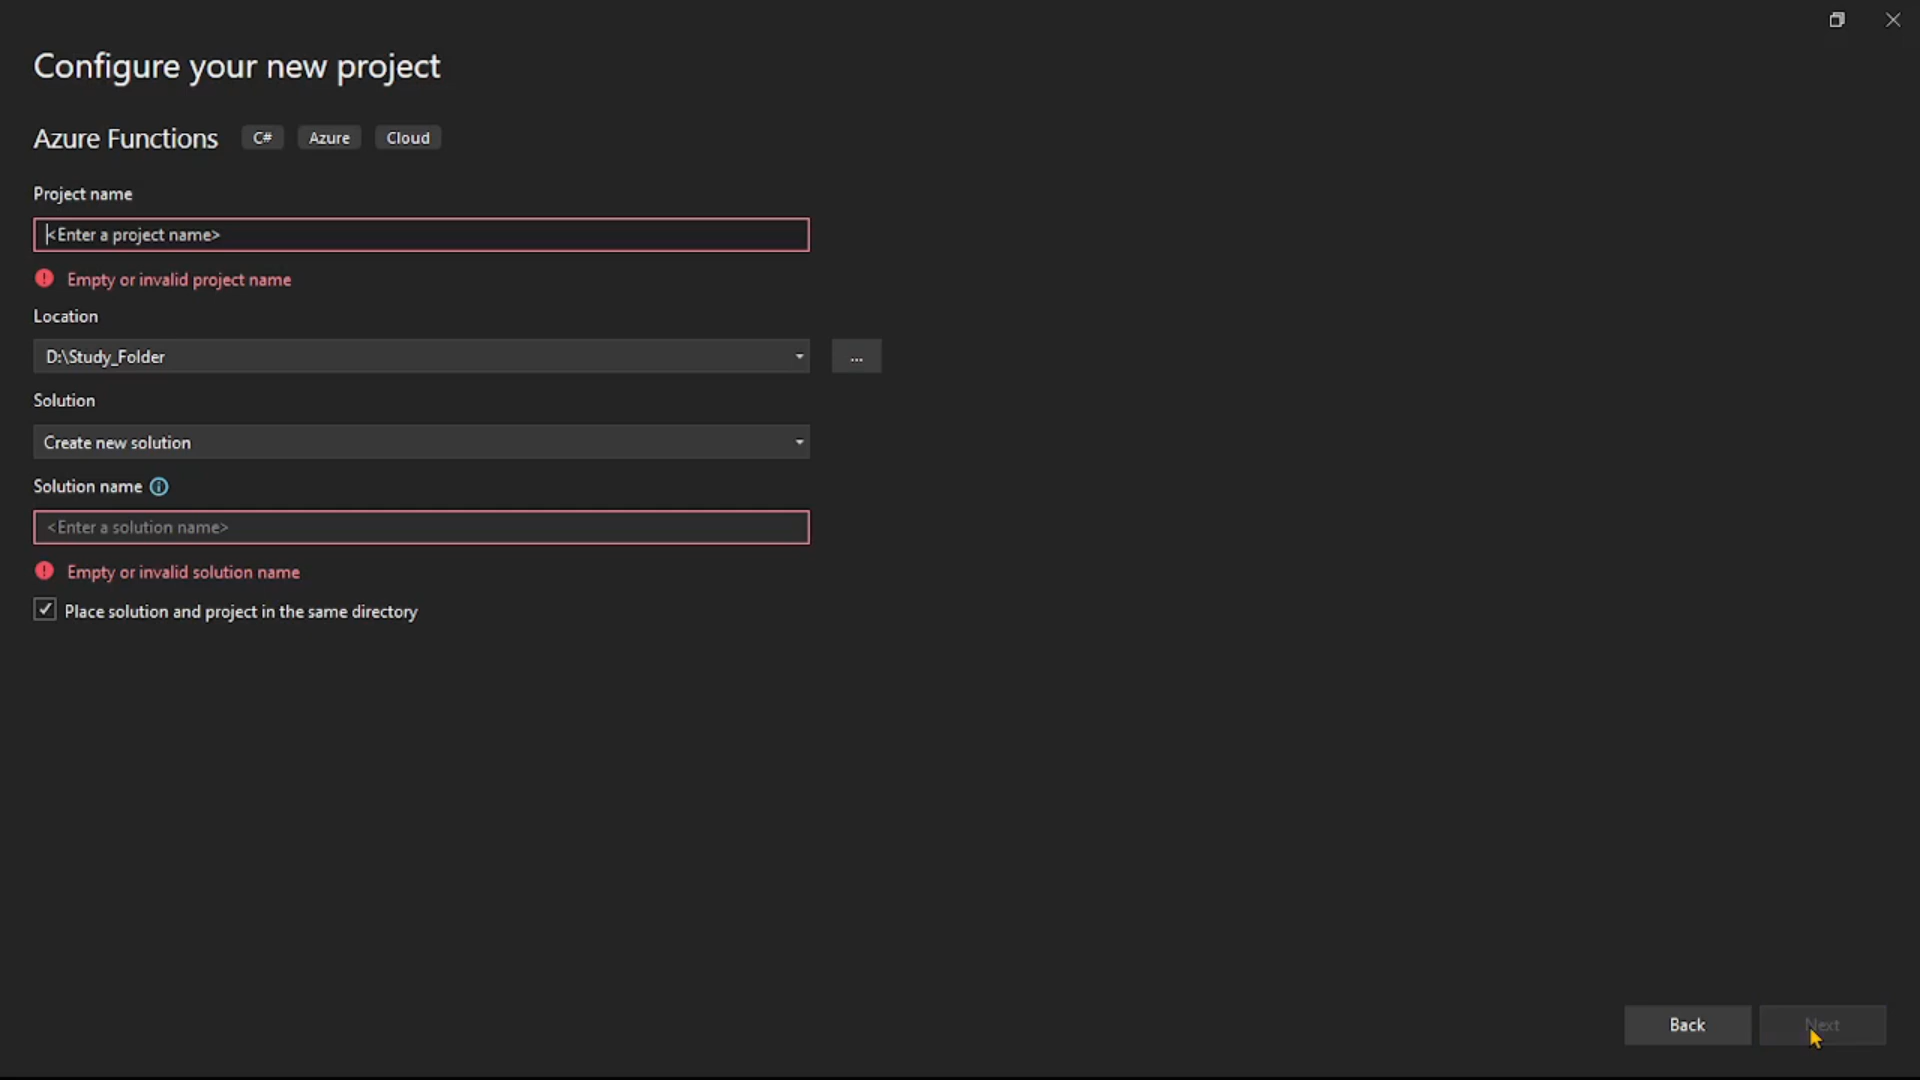 Configure your new project
Azure Functions C# Azure Cloud
Project name
<Enter a project name>
Empty or invalid project name
Location
D:\Study_Folder
...
Solution
Create new solution
Solution name
<Enter a solution name>
Empty or invalid solution name
Place solution and project in the same directory
Back Next